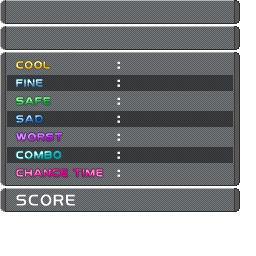 COOL :
FINE :
SAFE :
SAD :
WORST :
COMBO :
CHANCE TIME :
SCORE